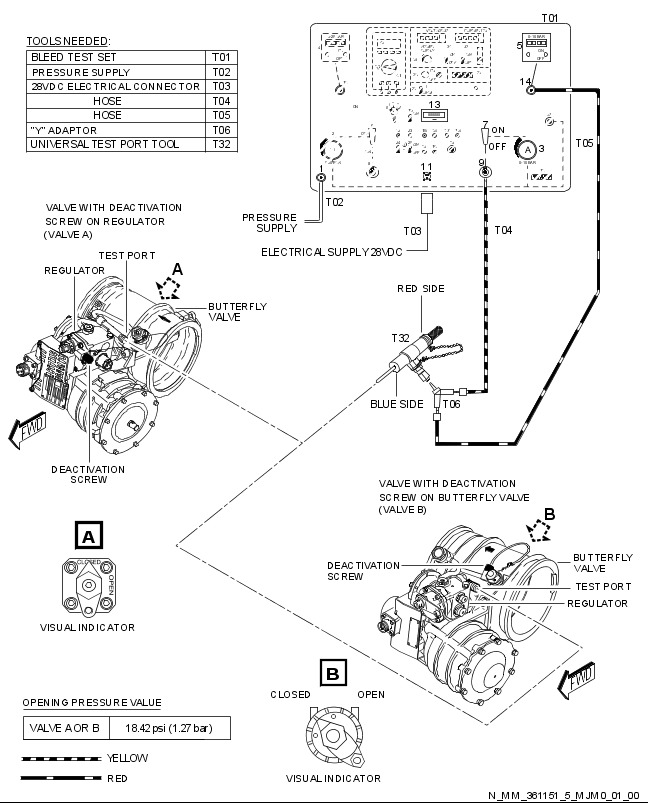 T01
TOOLS NEEDED:
BLEED TEST SET T01
PRESSURE SUPPLY T02
28VDC ELECTRICAL CONNECTOR T03
HOSE T04
HOSE T05
"Y" ADAPTOR T06
UNIVERSAL TEST PORT TOOL T32
5
14
13
7
ON
OFF
A
3
1
11
9
T05
T02
T03
T04
PRESSURE
SUPPLY
ELECTRICAL SUPPLY 28VDC
VALVE WITH DEACTIVATION
SCREW ON REGULATOR
(VALVE A)
TEST PORT
REGULATOR
A
BUTTERFLY
VALVE
FWD
DEACTIVATION
SCREW
RED SIDE
T32
BLUE SIDE
T06
VALVE WITH DEACTIVATION
SCREW ON BUTTERFLY VALVE
(VALVE B)
B
DEACTIVATION
SCREW
BUTTERFLY
VALVE
TEST PORT
REGULATOR
FWD
A
CLOSED
OPEN
VISUAL INDICATOR
B
CLOSED
OPEN
VISUAL INDICATOR
OPENING PRESSURE VALUE
VALVE A OR B 18.42 psi (1.27 bar)
YELLOW
RED
N_MM_361151_5_MJM0_01_00